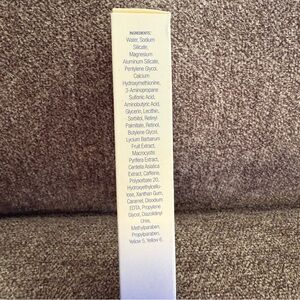 INGREDIENTS:
Water, Sodium
Silicate,
Magnesium
Aluminum Silicate,
Pentylene Glycol,
Calcium
Hydroxymethionine,
3-Aminopropane
Sulfonic Acid,
Aminobutyric Acid,
Glycerin, Lecithin,
Sorbitol, Retinyl
Palmitate, Retinol,
Butylene Glycol,
Lycium Barbarum
Fruit Extract,
Macrocystis
Pyrifera Extract,
Centella Asiatica
Extract, Caffeine,
Polysorbate 20,
Hydroxyethylcellu-
lose, Xanthan Gum,
Caramel, Disodium
EDTA, Propylene
Glycol, Diazolidinyl
Urea,
Methylparaben,
Propylparaben,
Yellow 5, Yellow 6.